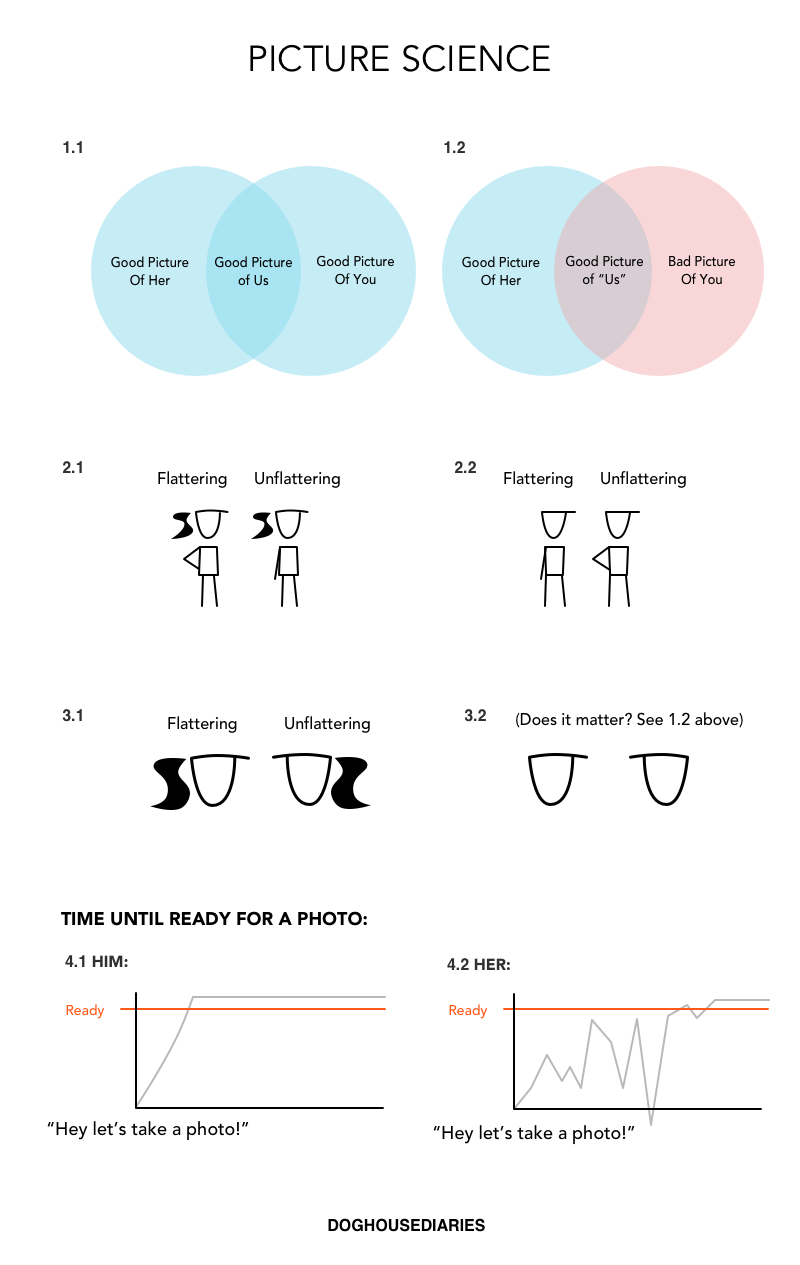 PICTURE SCIENCE
1.1
Good Picture
Of Her
Good Picture
of Us
Good Picture
Of You
1.2
Good Picture
Of Her
Good Picture
of “Us”
Bad Picture
Of You
2.1
Flattering
Unflattering
2.2
Flattering
Unflattering
3.1
Flattering
Unflattering
3.2
(Does it matter? See 1.2 above)
TIME UNTIL READY FOR A PHOTO:
4.1 HIM:
Ready
“Hey let’s take a photo!”
4.2 HER:
Ready
“Hey let’s take a photo!”
DOGHOUSEDIARIES